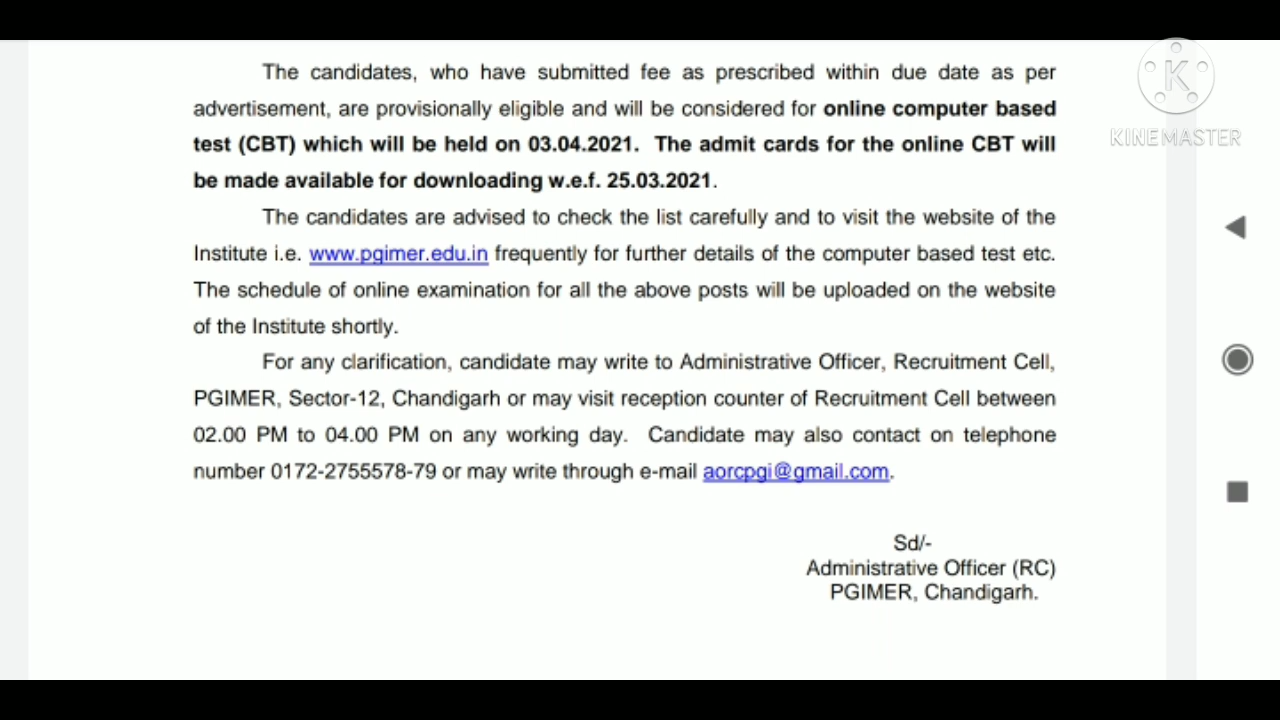 The candidates, who have submitted fee as prescribed within due date as per
advertisement, are provisionally eligible and will be considered for online computer based
test (CBT) which will be held on 03.04.2021. The admit cards for the online CBT will
be made available for downloading w.e.f. 25.03.2021.
The candidates are advised to check the list carefully and to visit the website of the
Institute i.e. www.pgimer.edu.in frequently for further details of the computer based test etc.
The schedule of online examination for all the above posts will be uploaded on the website
of the Institute shortly.
For any clarification, candidate may write to Administrative Officer, Recruitment Cell,
PGIMER, Sector-12, Chandigarh or may visit reception counter of Recruitment Cell between
02.00 PM to 04.00 PM on any working day. Candidate may also contact on telephone
number 0172-2755578-79 or may write through e-mail aorcpgi@gmail.com.
Sd/-
Administrative Officer (RC)
PGIMER, Chandigarh.
K
KINEMASTER